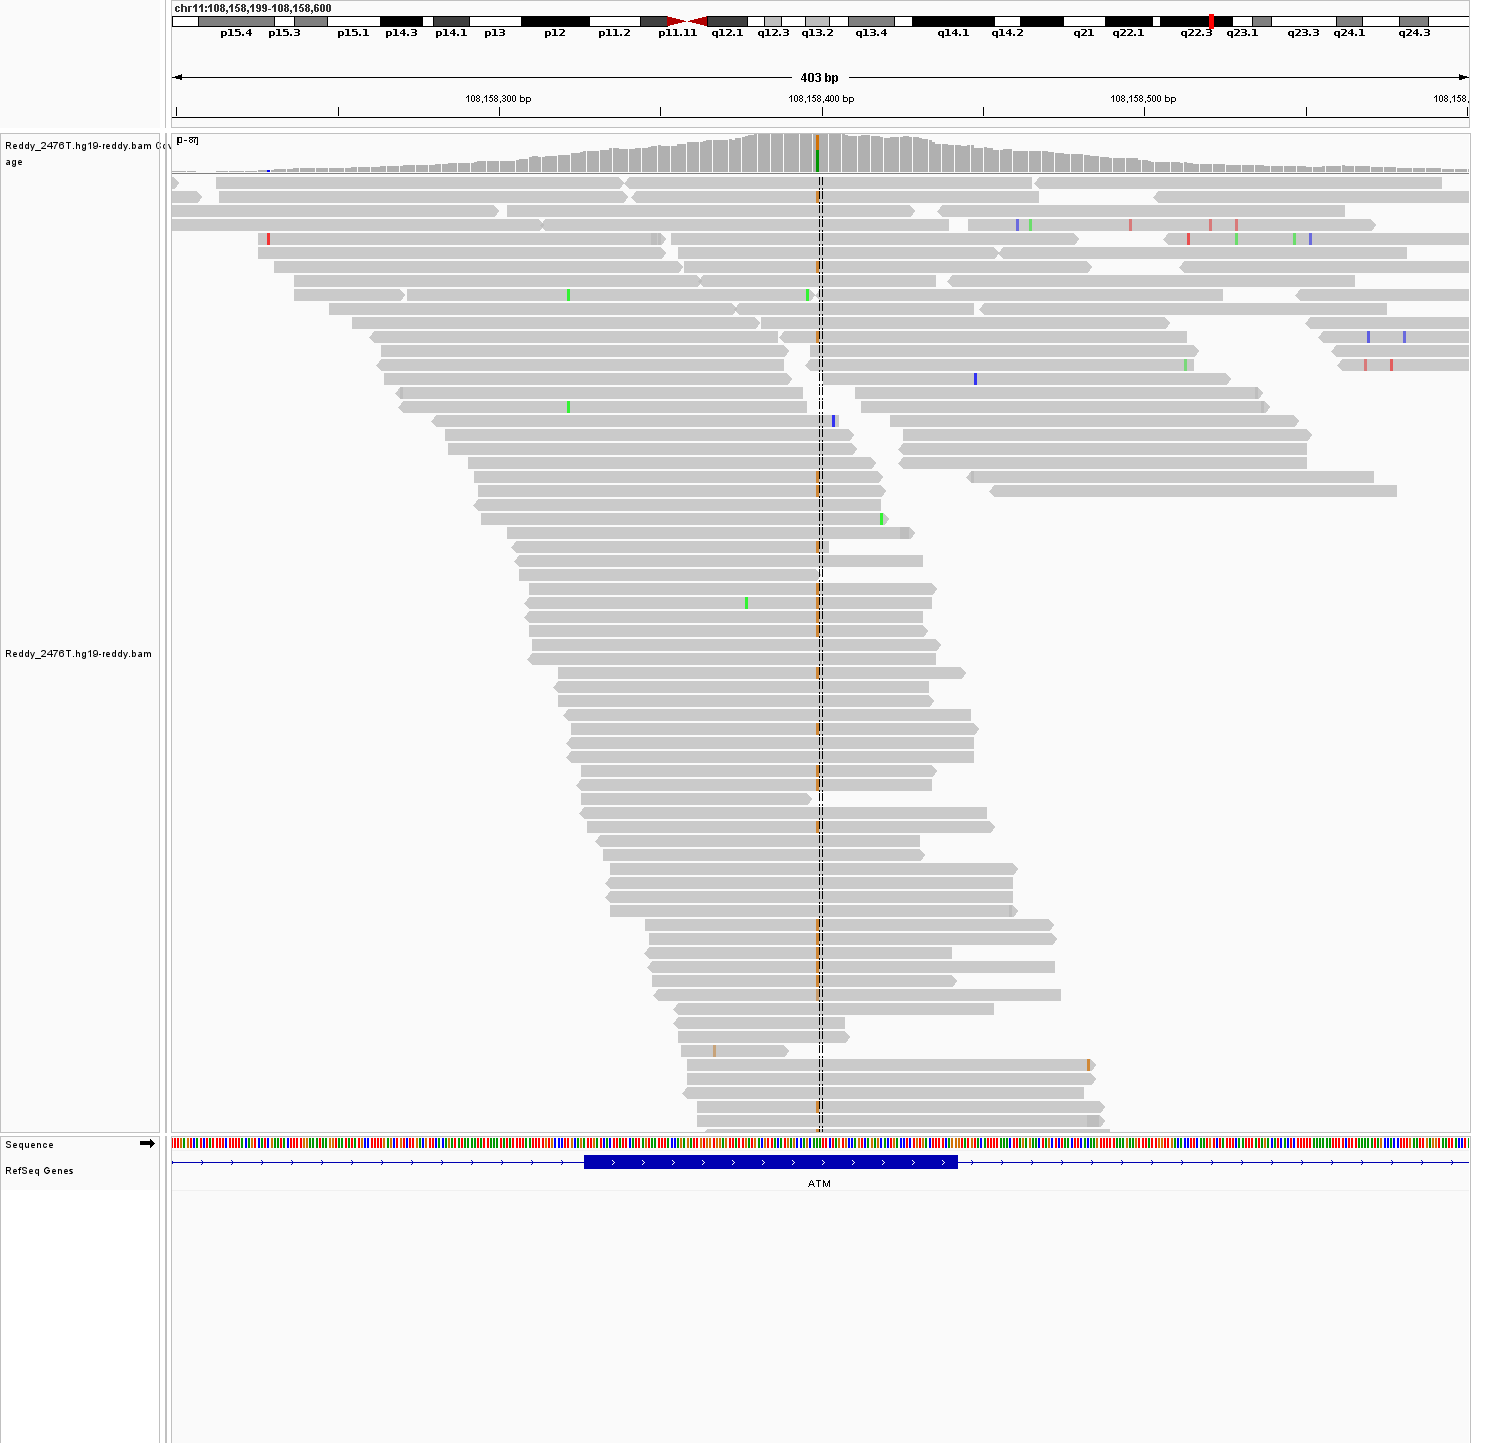 chr11:108,158,199-108,158,600
p15.4 p15.3 p15.1 p14.3 p14.1 p13 p12 p11.2 p11.11 q12.1 q12.3 q13.2 q13.4 q14.1 q14.2 q21 q22.1 q22.3 q23.1 q23.3 q24.1 q24.3
403 bp
108,158,300 bp 108,158,400 bp 108,158,500 bp 108,158,
[0 - 87]
Reddy_2476T.hg19-reddy.bam Cov
age
Reddy_2476T.hg19-reddy.bam
Sequence
RefSeq Genes
ATM